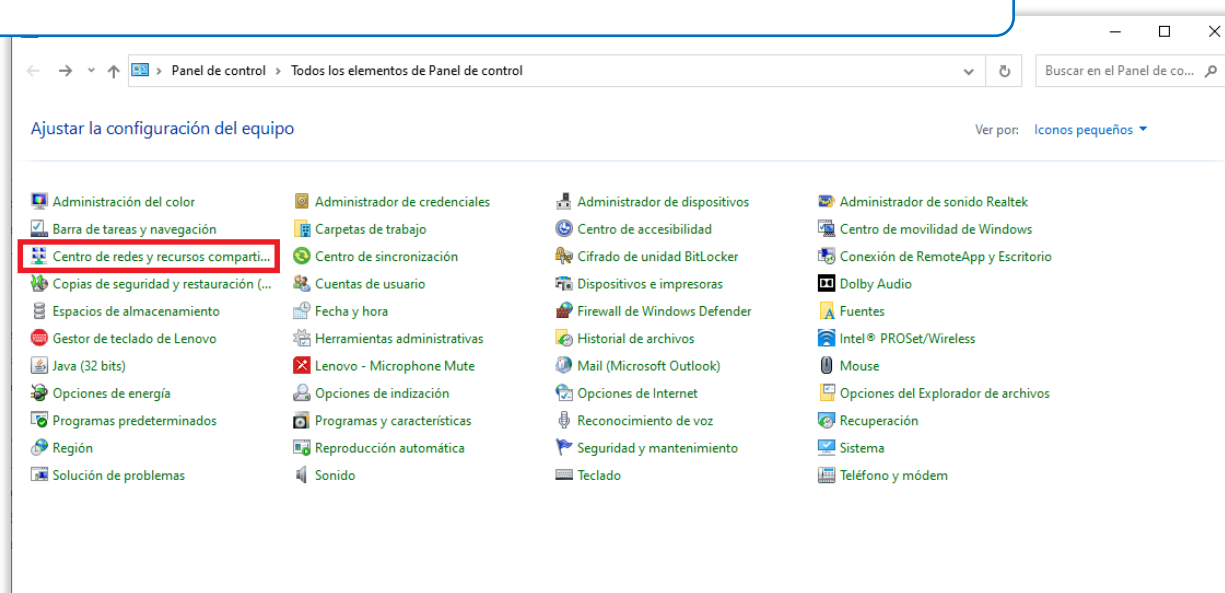 Panel de control > Todos los elementos de Panel de control
Buscar en el Panel de co...
Ajustar la configuración del equipo
Ver por: Iconos pequeños
Administración del color
Administrador de credenciales
Administrador de dispositivos
Administrador de sonido Realtek
Barra de tareas y navegación
Carpetas de trabajo
Centro de accesibilidad
Centro de movilidad de Windows
Centro de redes y recursos comparti...
Centro de sincronización
Cifrado de unidad BitLocker
Conexión de RemoteApp y Escritorio
Copias de seguridad y restauración (...
Cuentas de usuario
Dispositivos e impresoras
Dolby Audio
Espacios de almacenamiento
Fecha y hora
Firewall de Windows Defender
Fuentes
Gestor de teclado de Lenovo
Herramientas administrativas
Historial de archivos
Intel® PROSet/Wireless
Java (32 bits)
Lenovo - Microphone Mute
Mail (Microsoft Outlook)
Mouse
Opciones de energía
Opciones de indización
Opciones de Internet
Opciones del Explorador de archivos
Programas predeterminados
Programas y características
Reconocimiento de voz
Recuperación
Región
Reproducción automática
Seguridad y mantenimiento
Sistema
Solución de problemas
Sonido
Teclado
Teléfono y módem